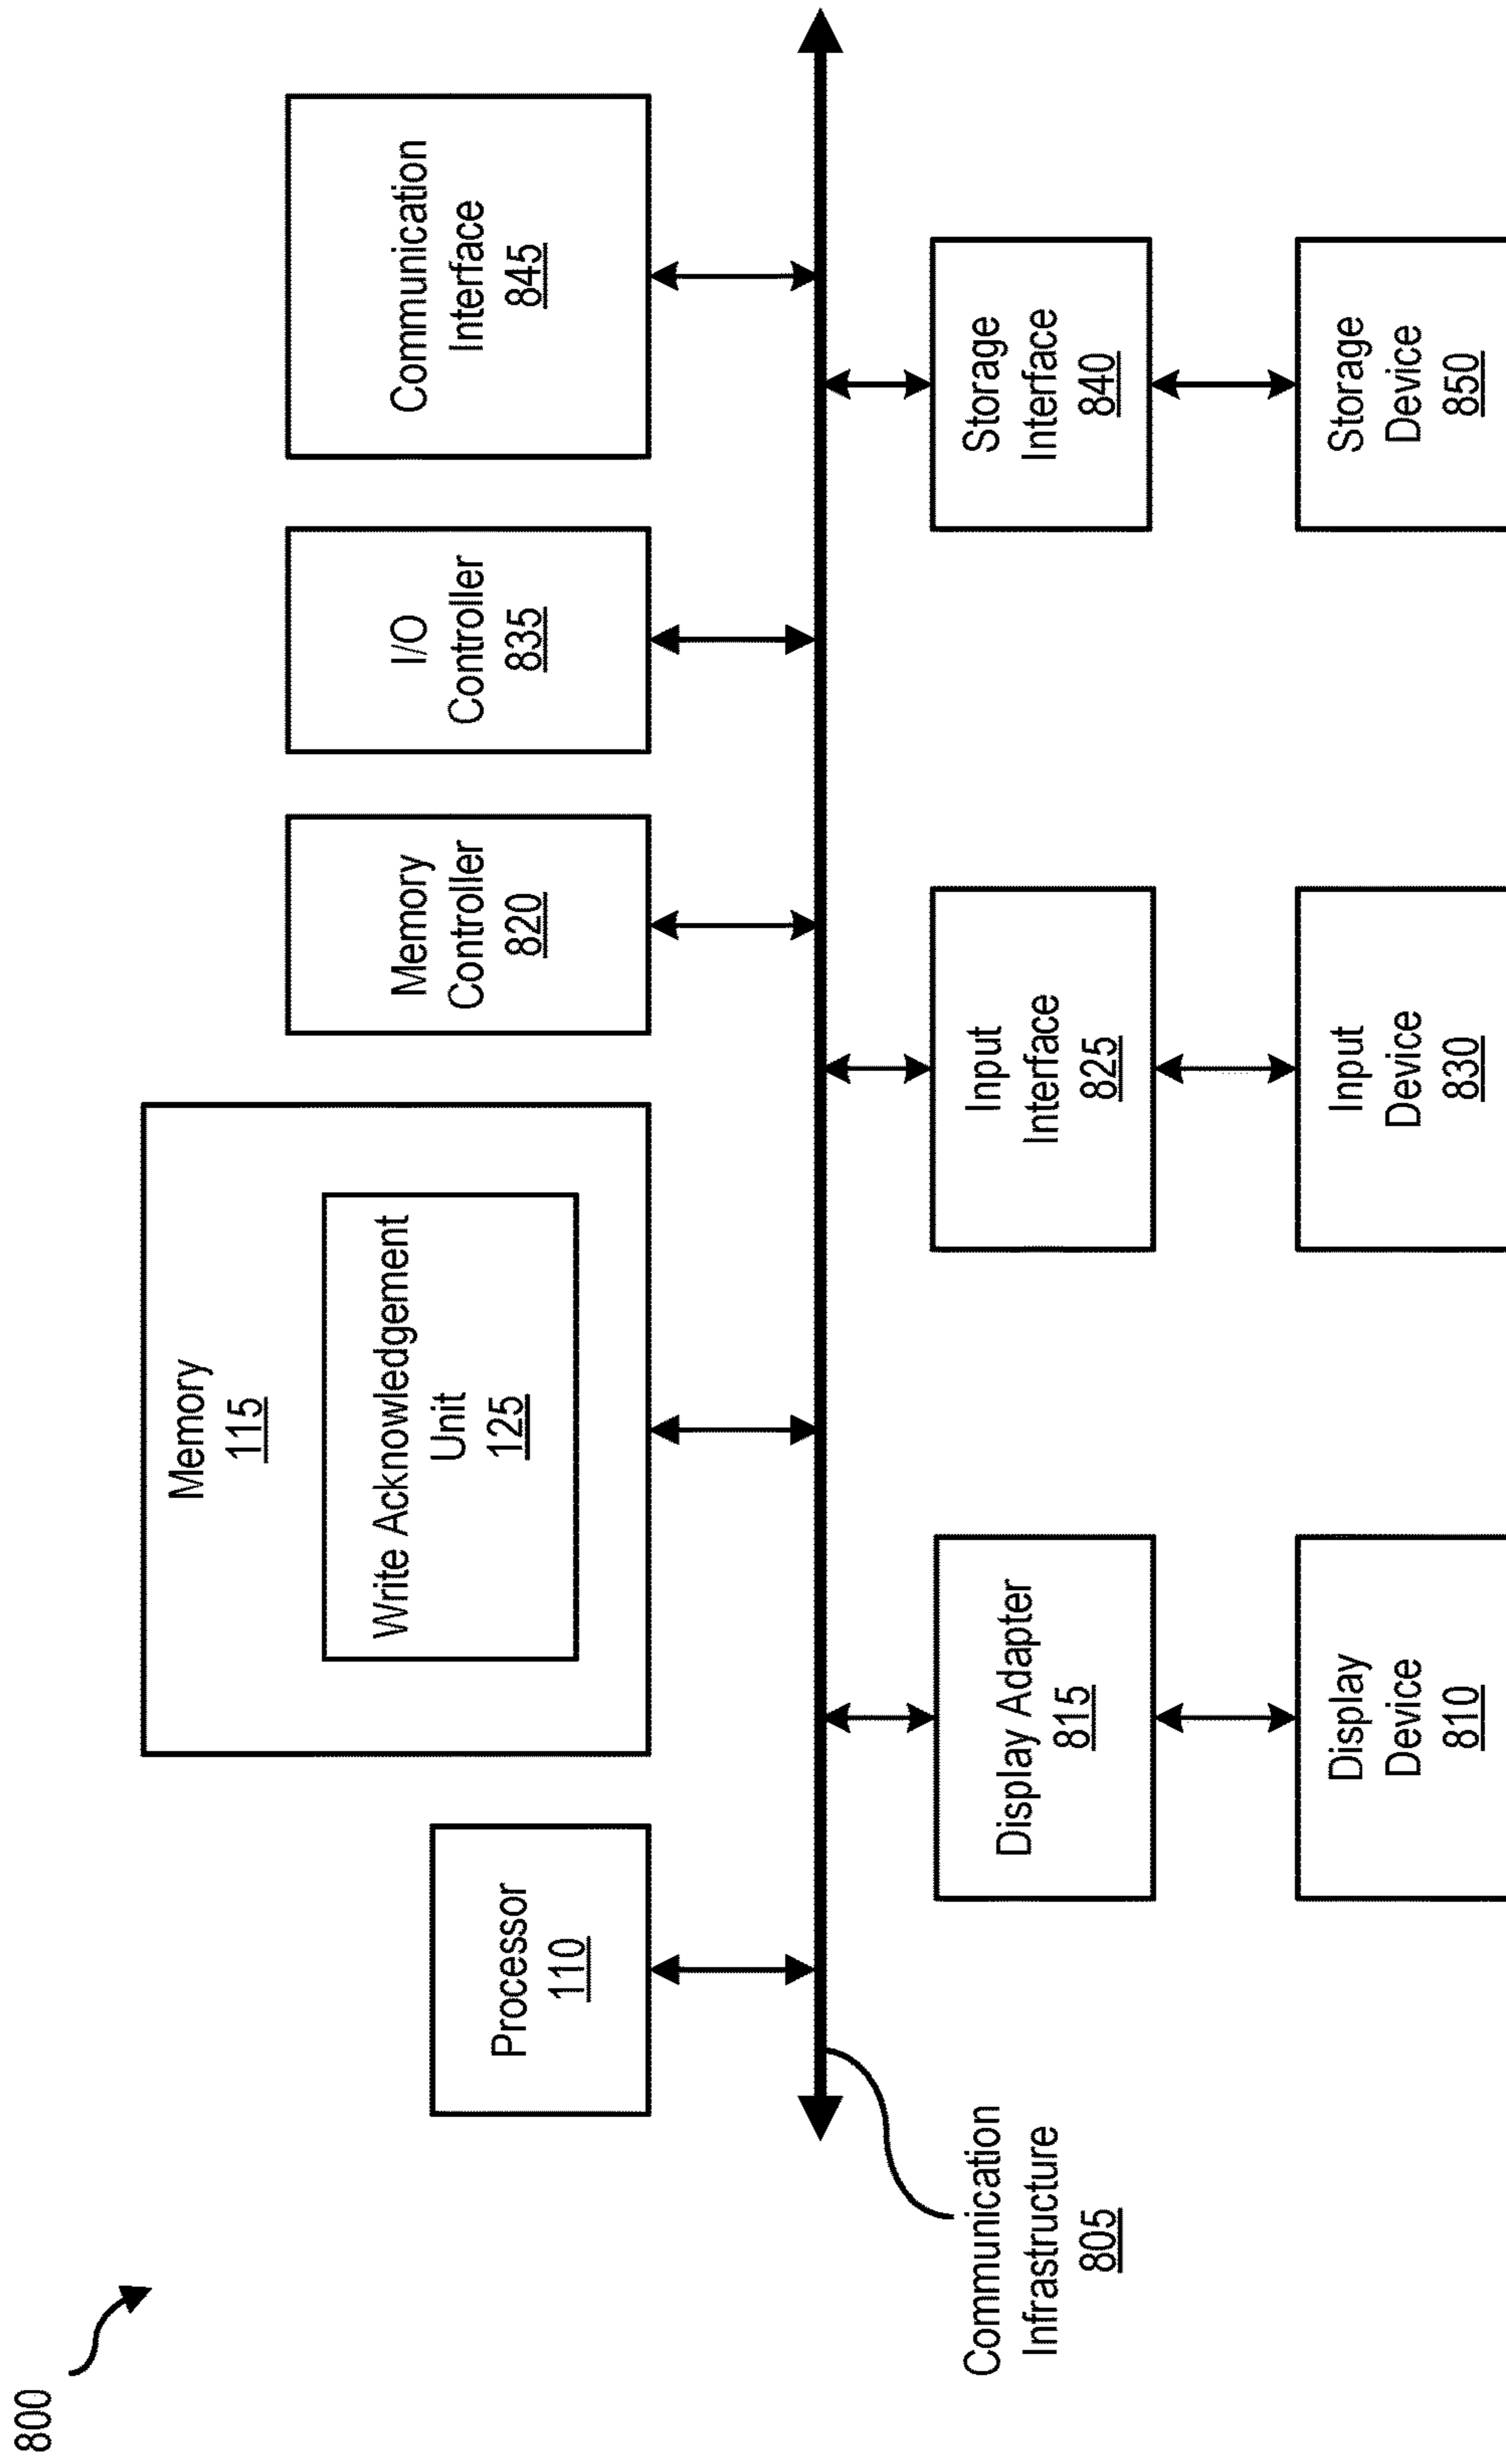 800
Processor
110
Memory
115
Write Acknowledgement
Unit
125
Memory
Controller
820
I/O
Controller
835
Communication
Interface
845
Communication
Infrastructure
805
Display Adapter
815
Input
Interface
825
Storage
Interface
840
Display
Device
810
Input
Device
830
Storage
Device
850